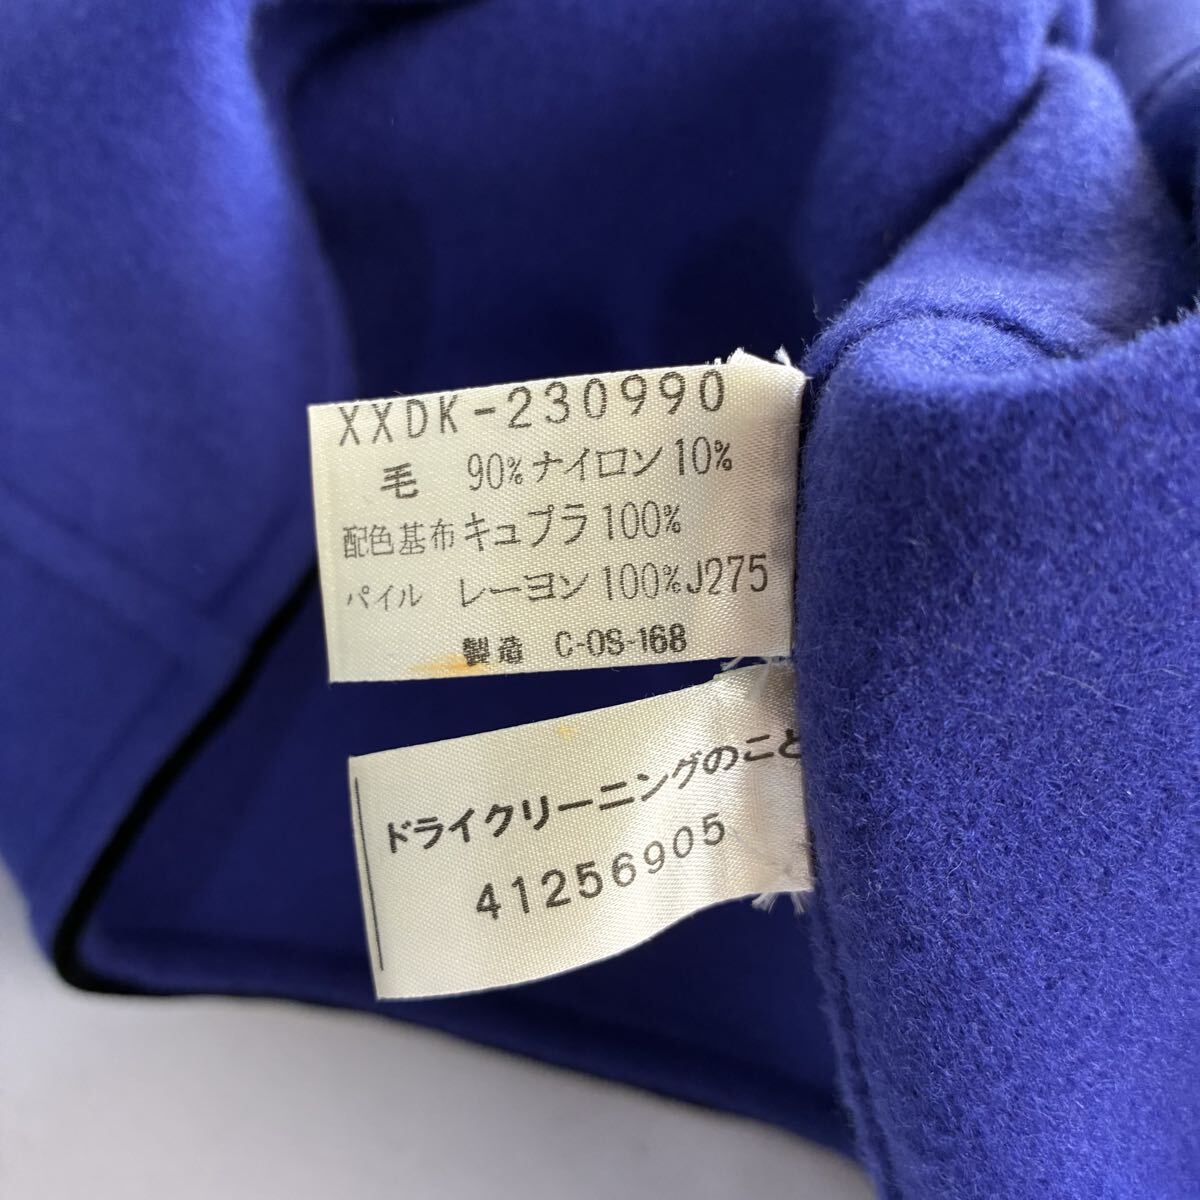 XXDK-230990
毛 90%ナイロン10%
配色基布キュプラ100%
パイル レーヨン100%J275
製造 C-OS-168
ドライクリーニングのこと
41256905